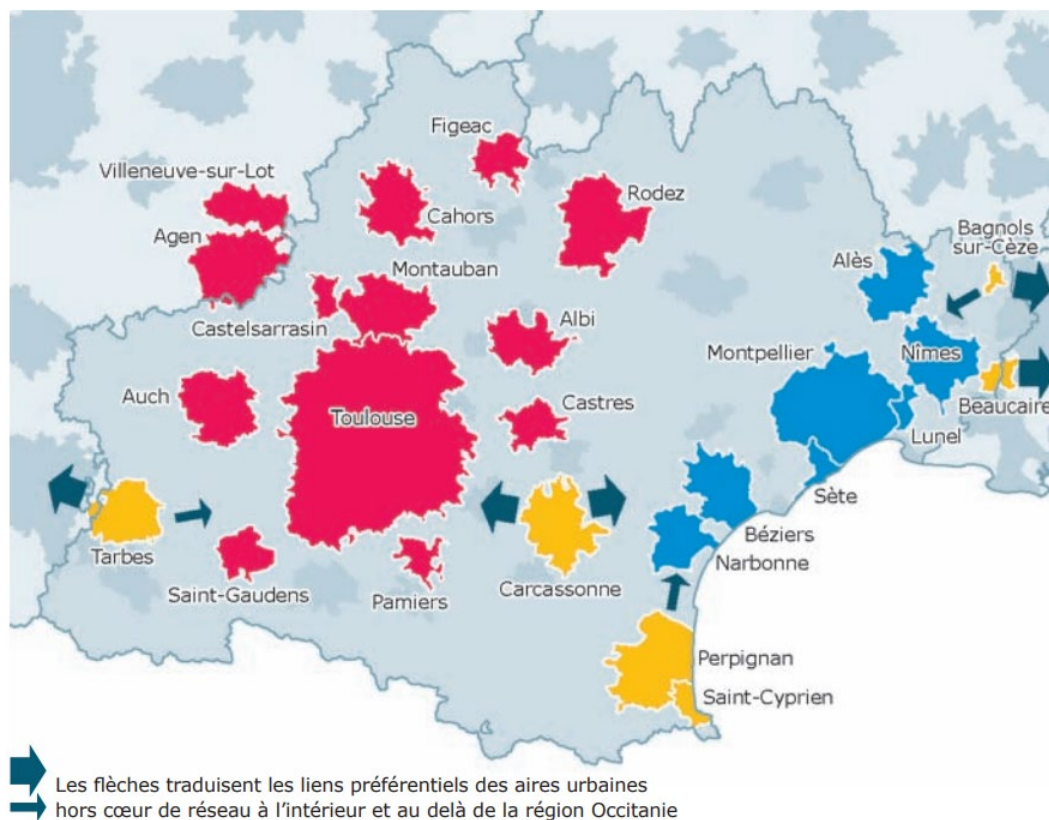 Figeac
Villeneuve-sur-Lot
Rodez
Cahors
Agen
Bagnols
sur-Cèze
Alès
Montauban
Castelsarrasin
Albi
Montpellier
Nîmes
Auch
Castres
Beaucaire
Toulouse
Lunel
Sète
Béziers
Tarbes
Narbonne
Saint-Gaudens
Pamiers
Carcassonne
Perpignan
Saint-Cyprien
Les flèches traduisent les liens préférentiels des aires urbaines
hors cœur de réseau à l'intérieur et au delà de la région Occitanie